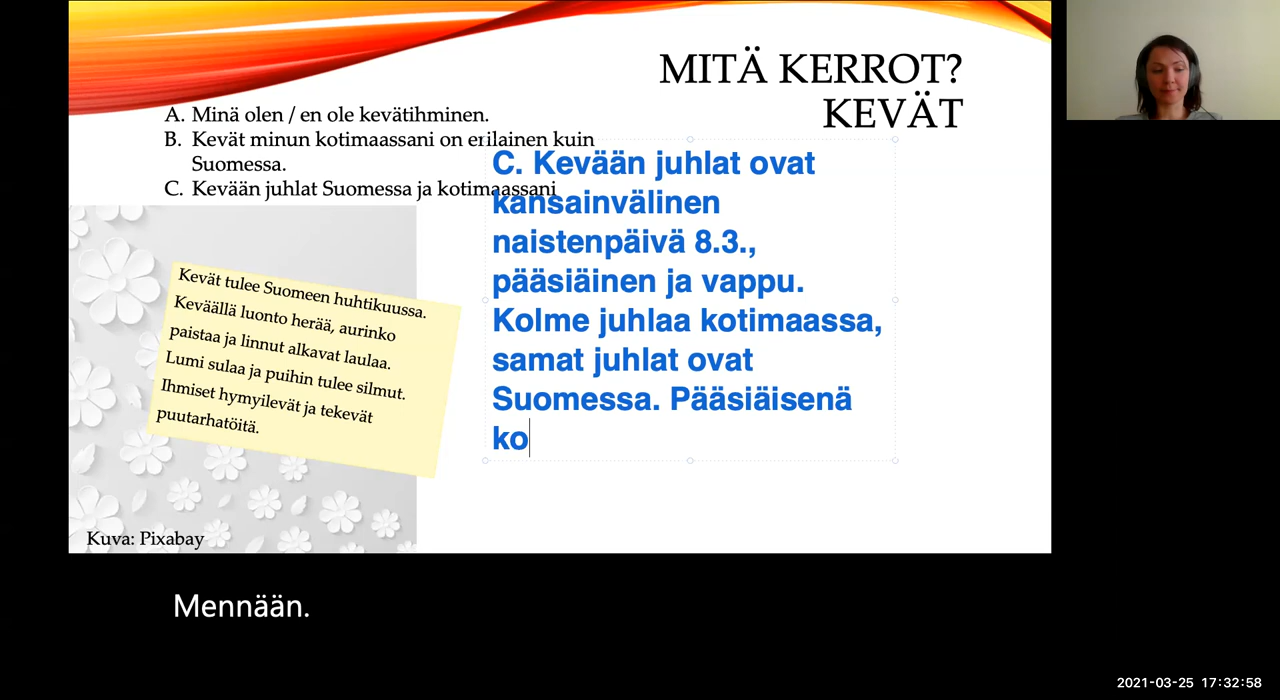 MITÄ KERROT?
KEVÄT
A. Minä olen / en ole kevätihminen.
B. Kevät minun kotimaassani on erilainen kuin
Suomessa.
C. Kevään juhlat Suomessa ja kotimaassani
C. Kevään juhlat ovat
kansainvälinen
naistenpäivä 8.3.,
pääsiäinen ja vappu.
Kolme juhlaa kotimaassa,
samat juhlat ovat
Suomessa. Pääsiäisenä
ko
Kevät tulee Suomeen huhtikuussa.
Keväällä luonto herää, aurinko
paistaa ja linnut alkavat laulaa.
Lumi sulaa ja puihin tulee silmut.
Ihmiset hymyilevät ja tekevät
puutarhatöitä.
Kuva: Pixabay
Mennään.
2021-03-25 17:32:58